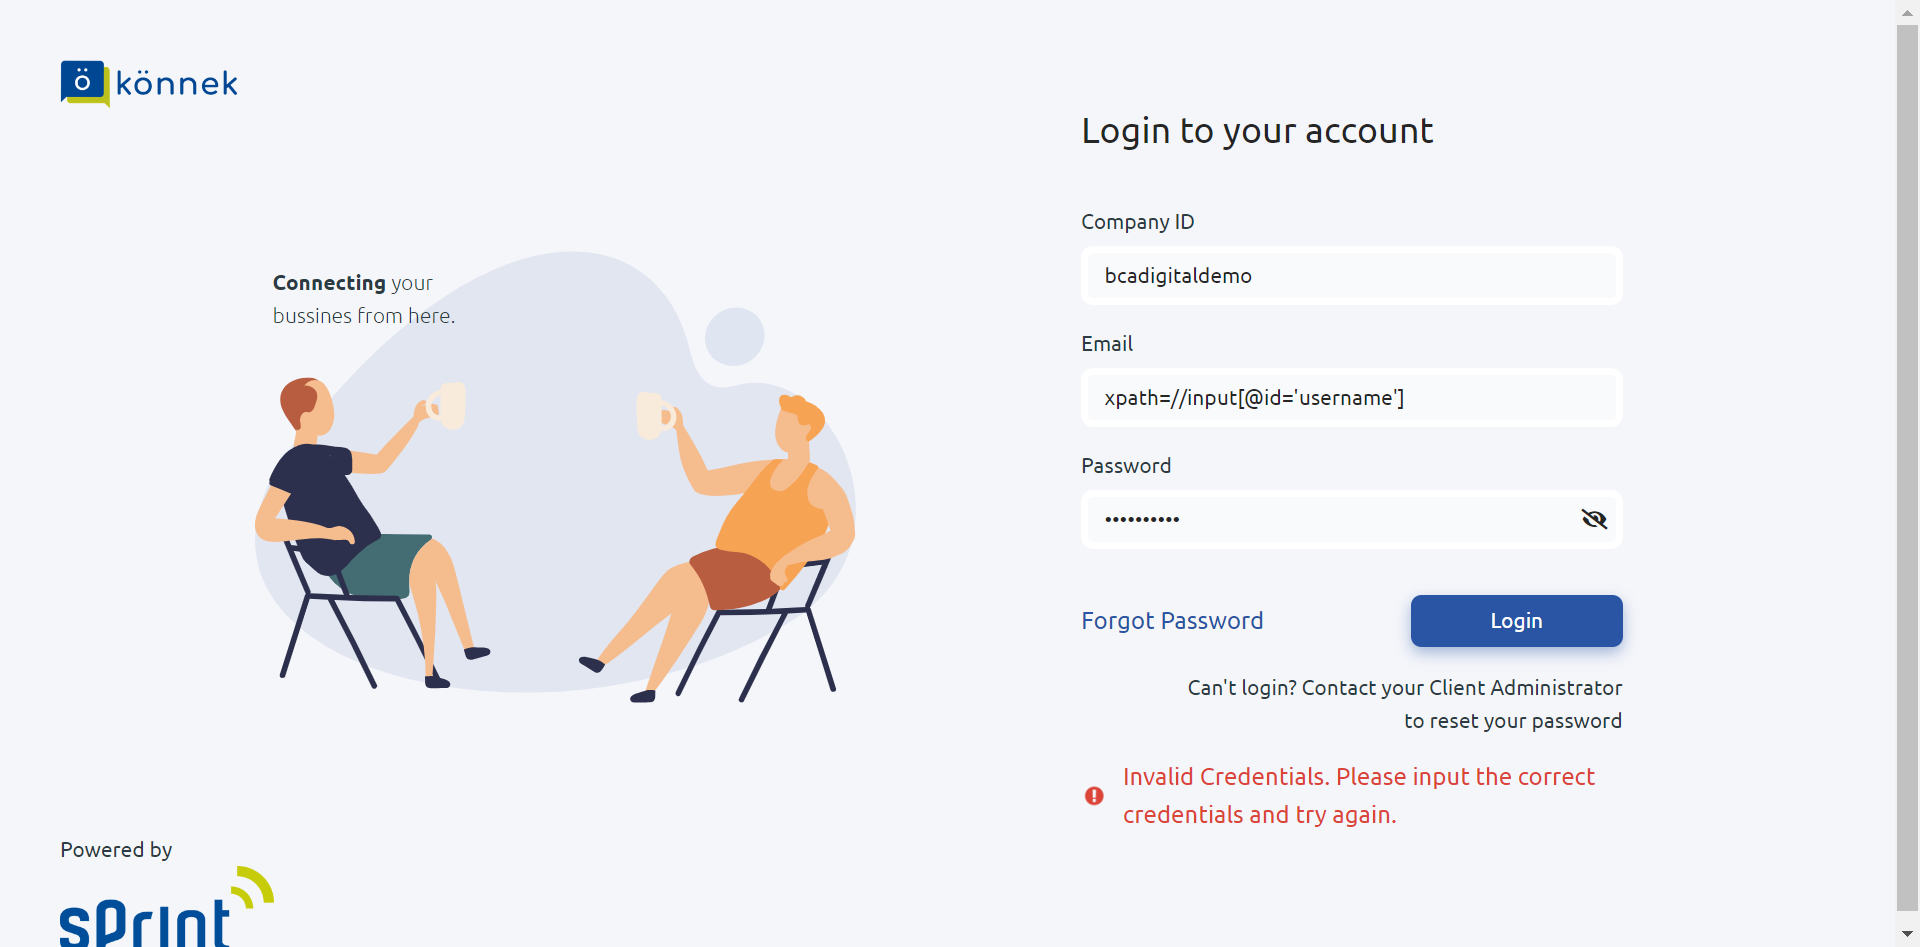 ö könnek
Login to your account
Company ID
bcadigitaldemo
Connecting your
bussines from here.
Email
xpath=//input[@id='username']
Password
••••••••••
Forgot Password
Login
Can't login? Contact your Client Administrator
to reset your password
Invalid Credentials. Please input the correct
credentials and try again.
Powered by
sprint